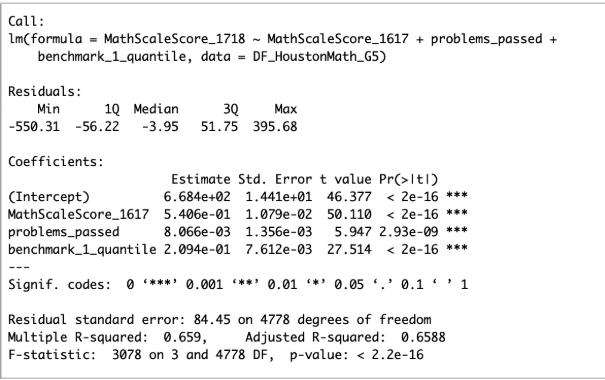 Call:
lm(formula = MathScaleScore_1718 ~ MathScaleScore_1617 + problems_passed +
    benchmark_1_quantile, data = DF_HoustonMath_G5)
Residuals:
    Min      1Q  Median      3Q     Max
-550.31  -56.22   -3.95   51.75  395.68
Coefficients:
                      Estimate Std. Error t value Pr(>|t|)
(Intercept)          6.684e+02  1.441e+01  46.377  < 2e-16 ***
MathScaleScore_1617  5.406e-01  1.079e-02  50.110  < 2e-16 ***
problems_passed      8.066e-03  1.356e-03   5.947 2.93e-09 ***
benchmark_1_quantile 2.094e-01  7.612e-03  27.514  < 2e-16 ***
---
Signif. codes:  0 ‘***’ 0.001 ‘**’ 0.01 ‘*’ 0.05 ‘.’ 0.1 ‘ ’ 1
Residual standard error: 84.45 on 4778 degrees of freedom
Multiple R-squared:  0.659,	Adjusted R-squared:  0.6588
F-statistic:  3078 on 3 and 4778 DF,  p-value: < 2.2e-16